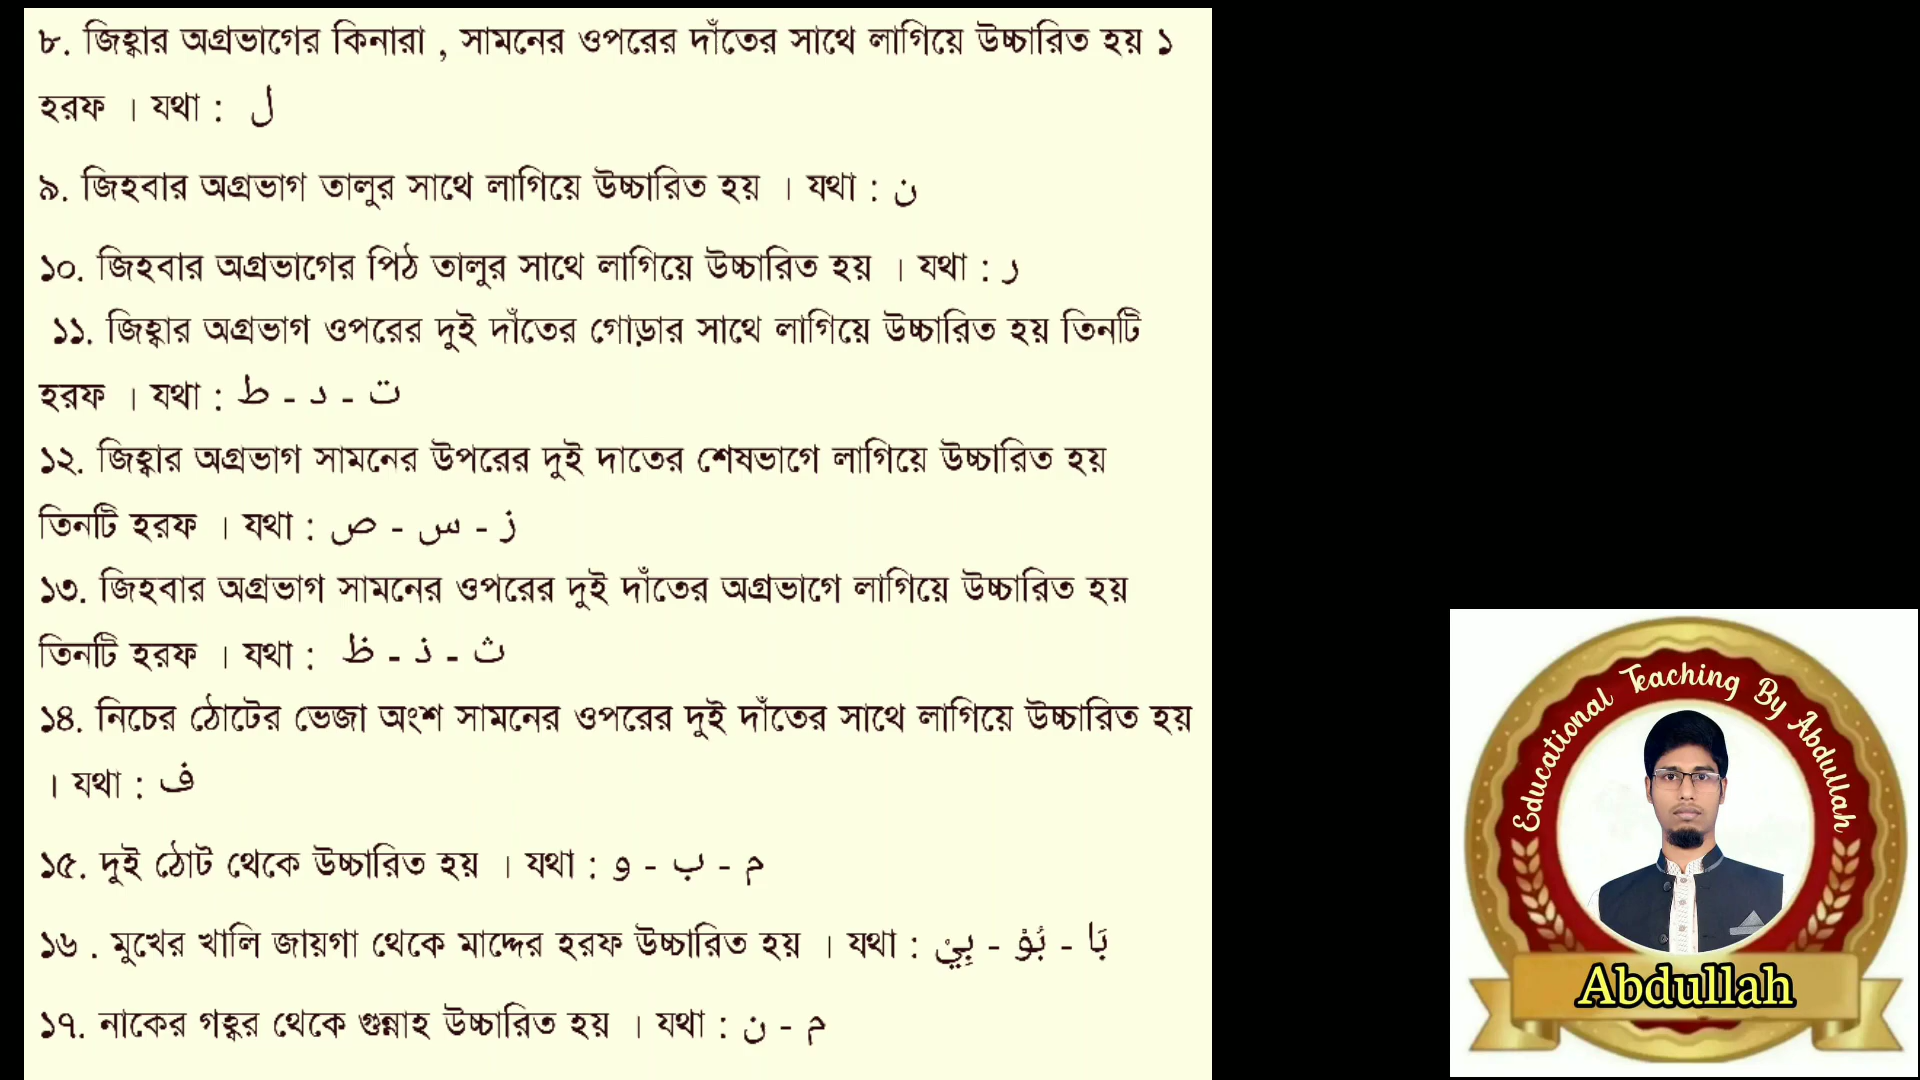 ৮. জিহ্বার অগ্রভাগের কিনারা , সামনের ওপরের দাঁতের সাথে লাগিয়ে উচ্চারিত হয় ১
হরফ । যথা : ل
৯. জিহবার অগ্রভাগ তালুর সাথে লাগিয়ে উচ্চারিত হয় । যথা : ن
১০. জিহবার অগ্রভাগের পিঠ তালুর সাথে লাগিয়ে উচ্চারিত হয় । যথা : ر
১১. জিহ্বার অগ্রভাগ ওপরের দুই দাঁতের গোড়ার সাথে লাগিয়ে উচ্চারিত হয় তিনটি
হরফ । যথা : ت - د - ط
১২. জিহ্বার অগ্রভাগ সামনের উপরের দুই দাতের শেষভাগে লাগিয়ে উচ্চারিত হয়
তিনটি হরফ । যথা : ز - س - ص
১৩. জিহবার অগ্রভাগ সামনের ওপরের দুই দাঁতের অগ্রভাগে লাগিয়ে উচ্চারিত হয়
তিনটি হরফ । যথা : ث - ذ - ظ
১৪. নিচের ঠোটের ভেজা অংশ সামনের ওপরের দুই দাঁতের সাথে লাগিয়ে উচ্চারিত হয়
। যথা : ف
১৫. দুই ঠোট থেকে উচ্চারিত হয় । যথা : م - ب - و
১৬ . মুখের খালি জায়গা থেকে মাদ্দের হরফ উচ্চারিত হয় । যথা : بَا - بُوْ - بِيْ
১৭. নাকের গহ্বর থেকে গুন্নাহ উচ্চারিত হয় । যথা : م - ن
Educational Teaching By Abdullah
Abdullah